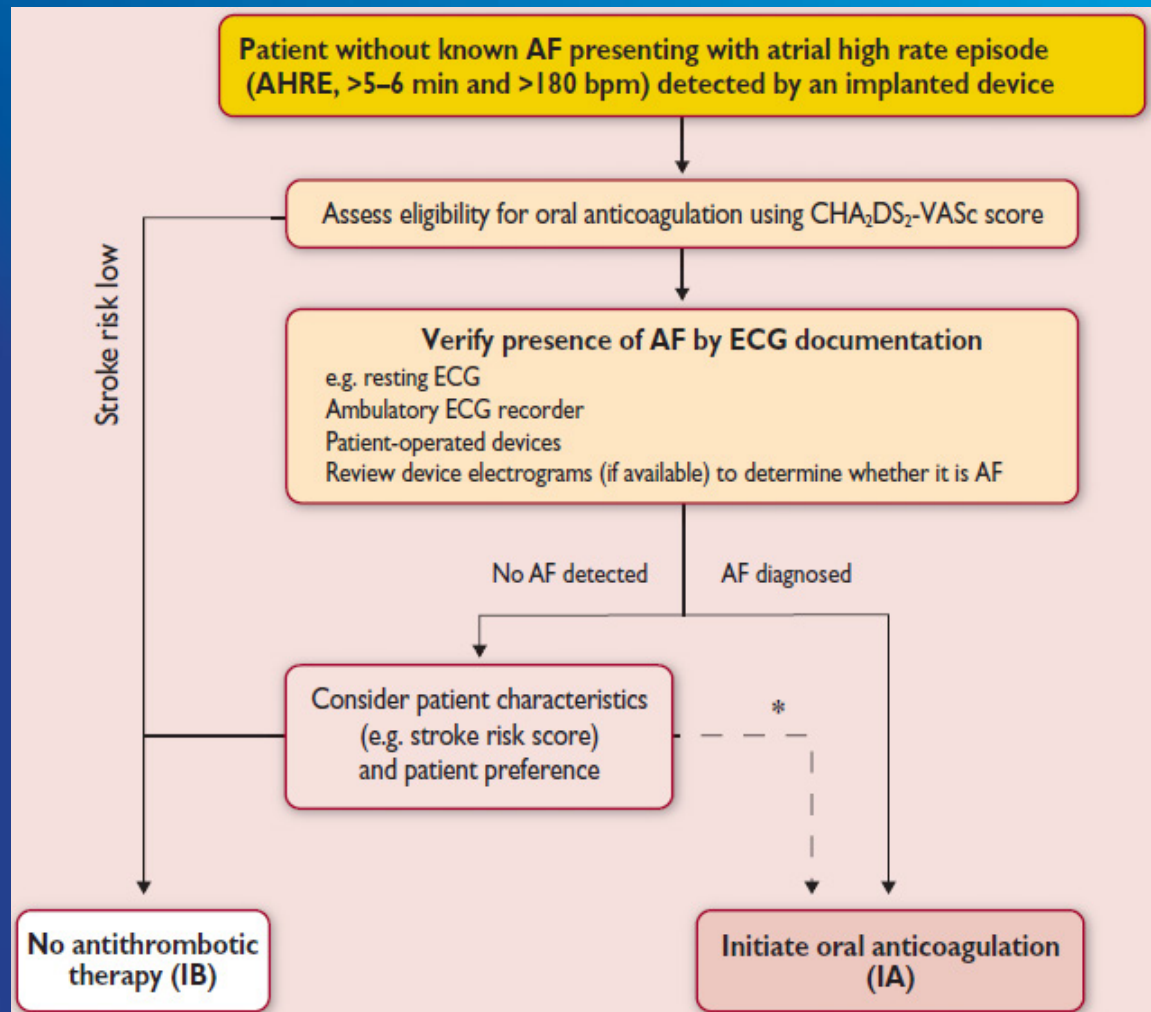 Patient without known AF presenting with atrial high rate episode
(AHRE, >5–6 min and >180 bpm) detected by an implanted device
Assess eligibility for oral anticoagulation using CHA₂DS₂-VASc score
Stroke risk low
Verify presence of AF by ECG documentation
e.g. resting ECG
Ambulatory ECG recorder
Patient-operated devices
Review device electrograms (if available) to determine whether it is AF
No AF detected
AF diagnosed
Consider patient characteristics
(e.g. stroke risk score)
and patient preference
*
No antithrombotic
therapy (IB)
Initiate oral anticoagulation
(IA)